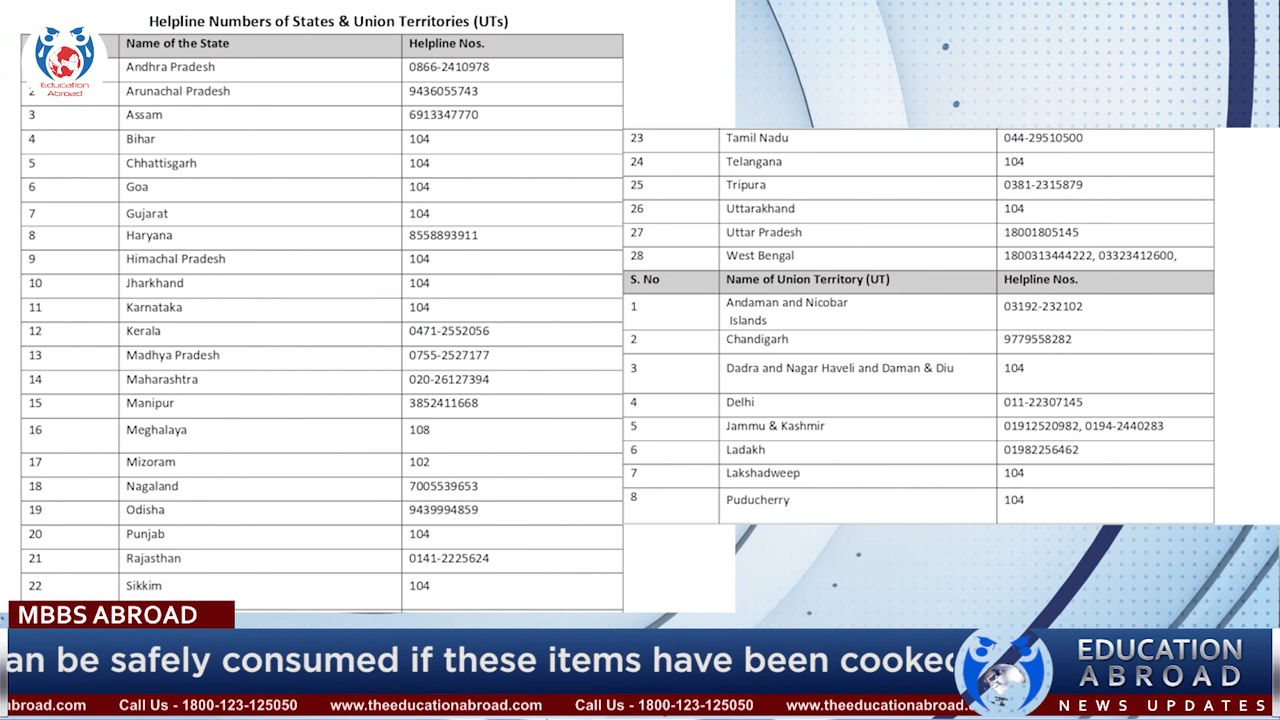 Helpline Numbers of States & Union Territories (UTs)
Name of the State Helpline Nos.
Andhra Pradesh 0866-2410978
2 Arunachal Pradesh 9436055743
3 Assam 6913347770
4 Bihar 104
5 Chhattisgarh 104
6 Goa 104
7 Gujarat 104
8 Haryana 8558893911
9 Himachal Pradesh 104
10 Jharkhand 104
11 Karnataka 104
12 Kerala 0471-2552056
13 Madhya Pradesh 0755-2527177
14 Maharashtra 020-26127394
15 Manipur 3852411668
16 Meghalaya 108
17 Mizoram 102
18 Nagaland 7005539653
19 Odisha 9439994859
20 Punjab 104
21 Rajasthan 0141-2225624
22 Sikkim 104
Education
Abroad
23 Tamil Nadu 044-29510500
24 Telangana 104
25 Tripura 0381-2315879
26 Uttarakhand 104
27 Uttar Pradesh 18001805145
28 West Bengal 1800313444222, 03323412600,
S. No Name of Union Territory (UT) Helpline Nos.
1 Andaman and Nicobar 03192-232102
Islands
2 Chandigarh 9779558282
3 Dadra and Nagar Haveli and Daman & Diu 104
4 Delhi 011-22307145
5 Jammu & Kashmir 01912520982, 0194-2440283
6 Ladakh 01982256462
7 Lakshadweep 104
8 Puducherry 104
MBBS ABROAD
an be safely consumed if these items have been cooked
EDUCATION
ABROAD
NEWS UPDATES
abroad.com Call Us - 1800-123-125050 www.theeducationabroad.com Call Us - 1800-123-125050 www.theeducationabroad.c